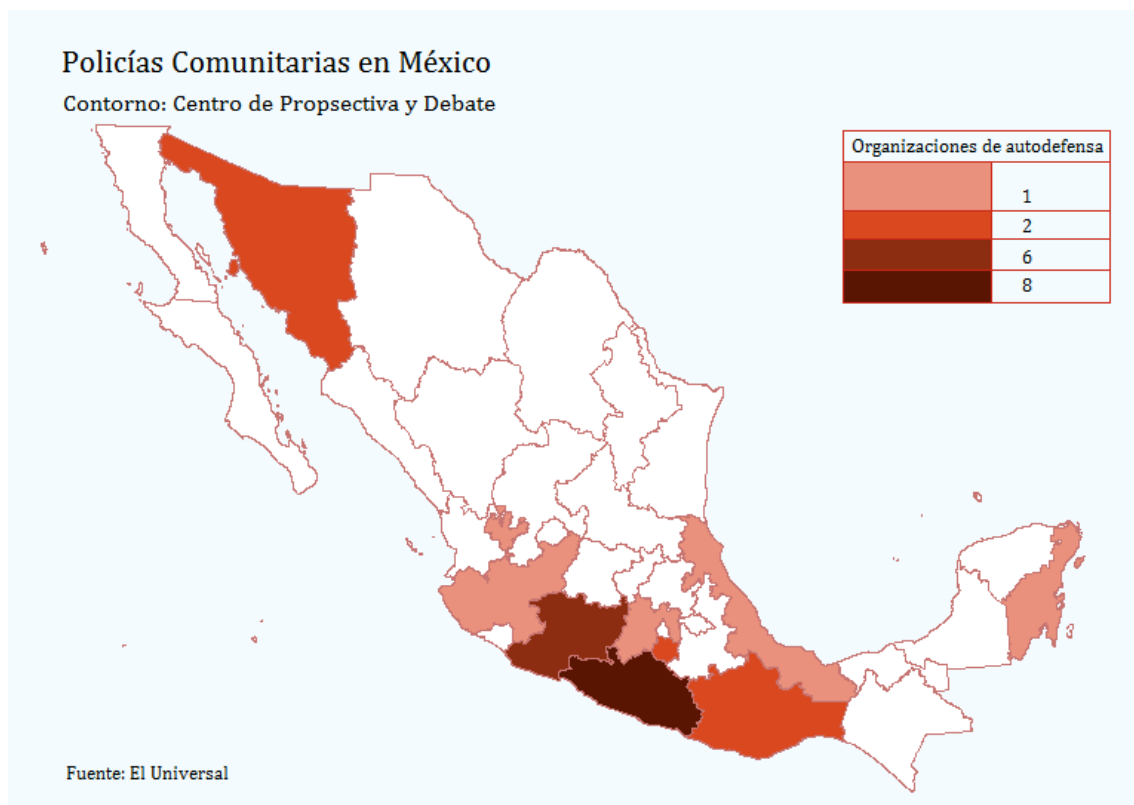 Policías Comunitarias en México
Contorno: Centro de Propsectiva y Debate
Organizaciones de autodefensa
1
2
6
8
Fuente: El Universal